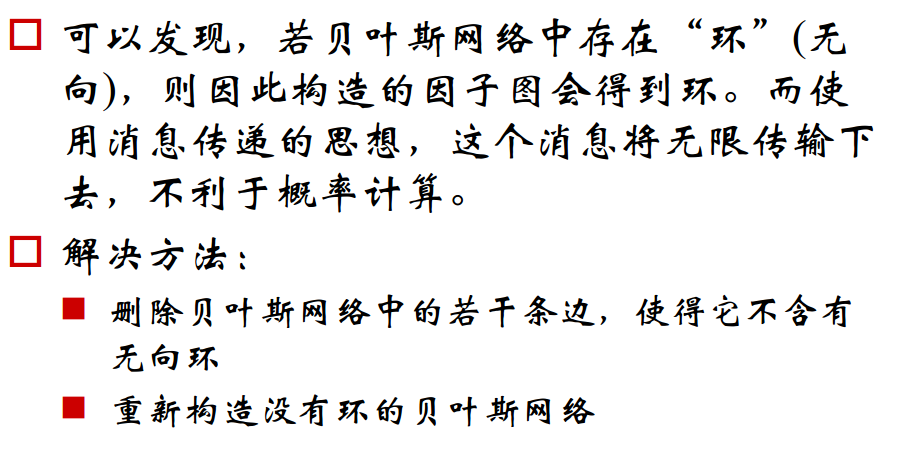 可以发现，若贝叶斯网络中存在“环”(无
向)，则因此构造的因子图会得到环。而使
用消息传递的思想，这个消息将无限传输下
去，不利于概率计算。
解决方法：
删除贝叶斯网络中的若干条边，使得它不含有
无向环
重新构造没有环的贝叶斯网络